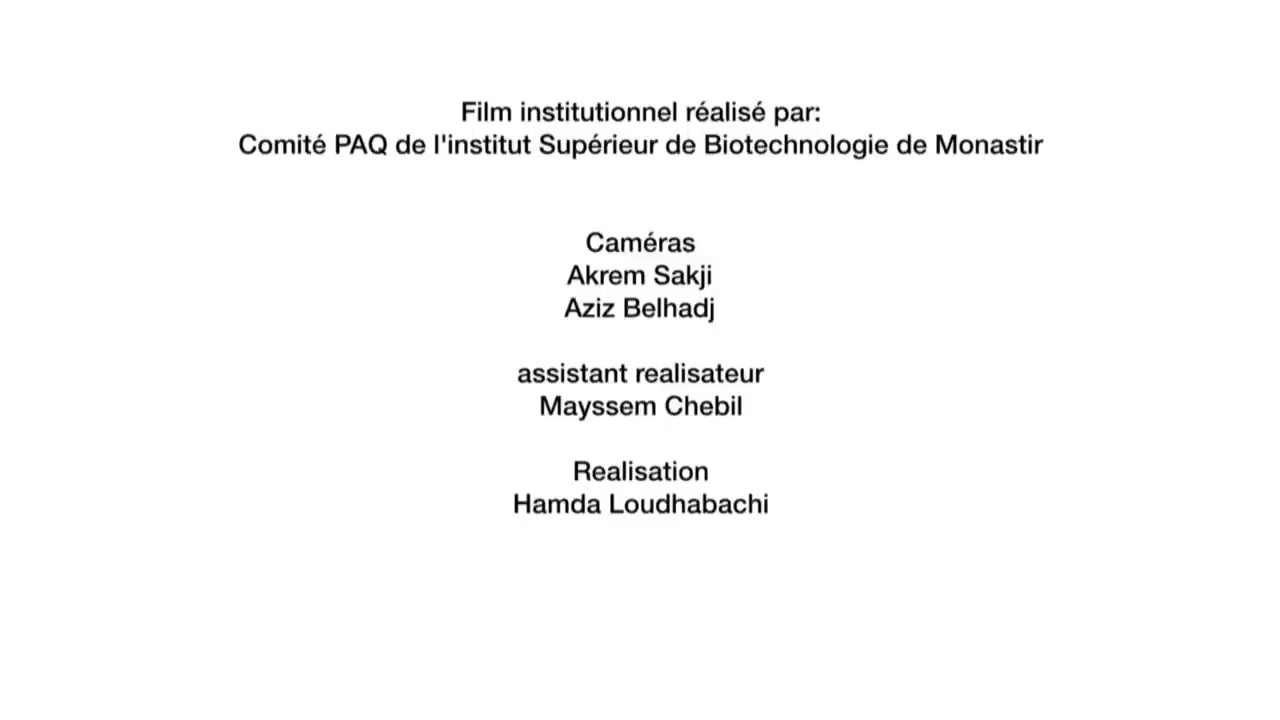 Film institutionnel réalisé par:
Comité PAQ de l'institut Supérieur de Biotechnologie de Monastir
Caméras
Akrem Sakji
Aziz Belhadj
assistant realisateur
Mayssem Chebil
Realisation
Hamda Loudhabachi